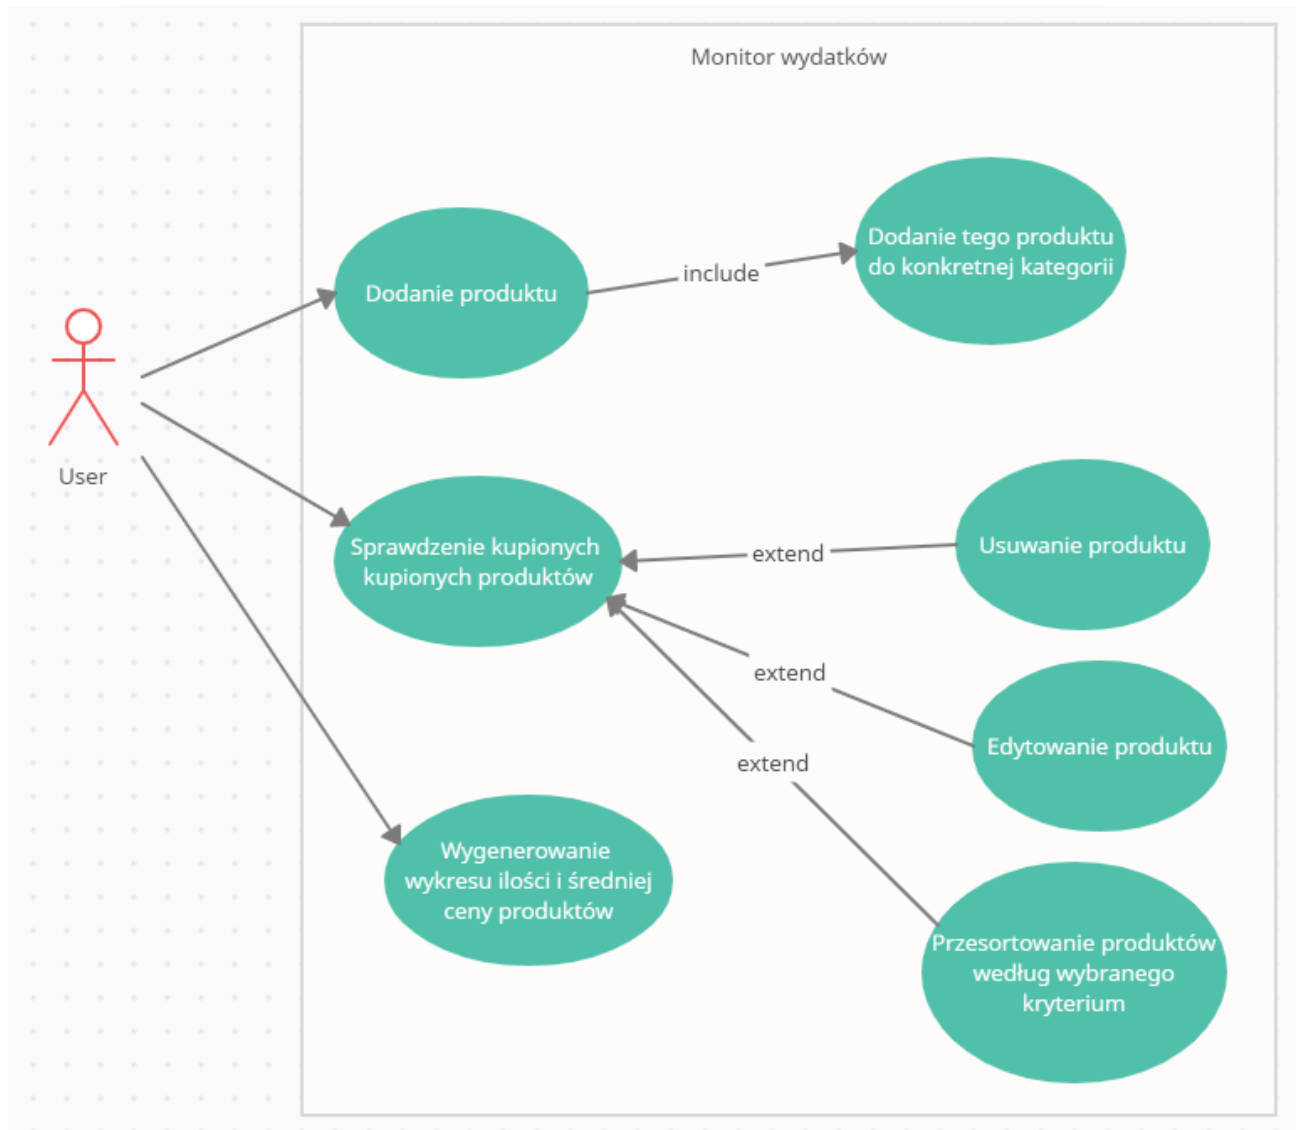 Monitor wydatków
Dodanie produktu
include
Dodanie tego produktu
do konkretnej kategorii
User
Sprawdzenie kupionych
kupionych produktów
extend
Usuwanie produktu
extend
Edytowanie produktu
extend
Wygenerowanie
wykresu ilości i średniej
ceny produktów
Przesortowanie produktów
według wybranego
kryterium